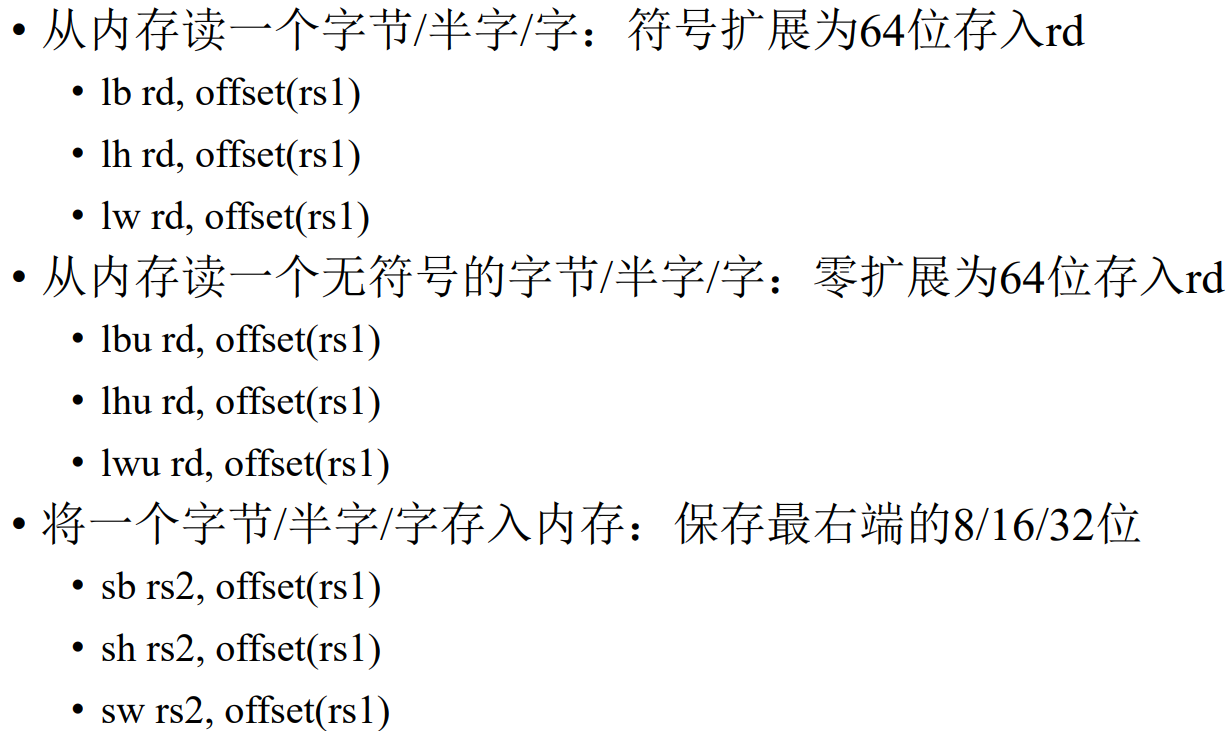 • 从内存读一个字节/半字/字：符号扩展为64位存入rd
• lb rd, offset(rs1)
• lh rd, offset(rs1)
• lw rd, offset(rs1)
• 从内存读一个无符号的字节/半字/字：零扩展为64位存入rd
• lbu rd, offset(rs1)
• lhu rd, offset(rs1)
• lwu rd, offset(rs1)
• 将一个字节/半字/字存入内存：保存最右端的8/16/32位
• sb rs2, offset(rs1)
• sh rs2, offset(rs1)
• sw rs2, offset(rs1)